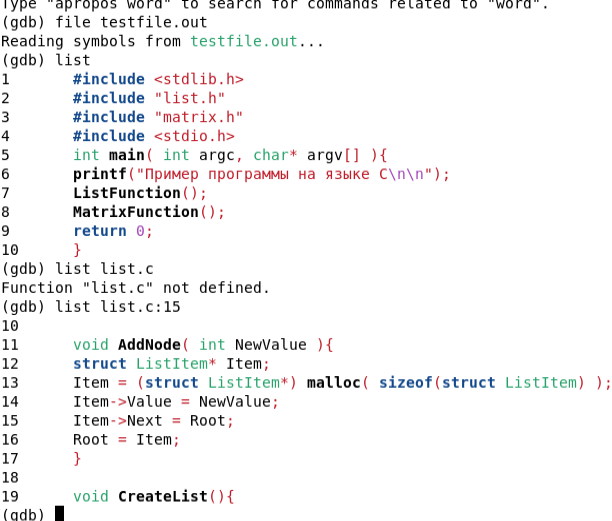 Type "apropos word" to search for commands related to "word".
(gdb) file testfile.out
Reading symbols from testfile.out...
(gdb) list
1       #include <stdlib.h>
2       #include "list.h"
3       #include "matrix.h"
4       #include <stdio.h>
5       int main( int argc, char* argv[] ){
6       printf("Пример программы на языке C\n\n");
7       ListFunction();
8       MatrixFunction();
9       return 0;
10      }
(gdb) list list.c
Function "list.c" not defined.
(gdb) list list.c:15
10
11      void AddNode( int NewValue ){
12      struct ListItem* Item;
13      Item = (struct ListItem*) malloc( sizeof(struct ListItem) );
14      Item->Value = NewValue;
15      Item->Next = Root;
16      Root = Item;
17      }
18
19      void CreateList(){
(gdb)